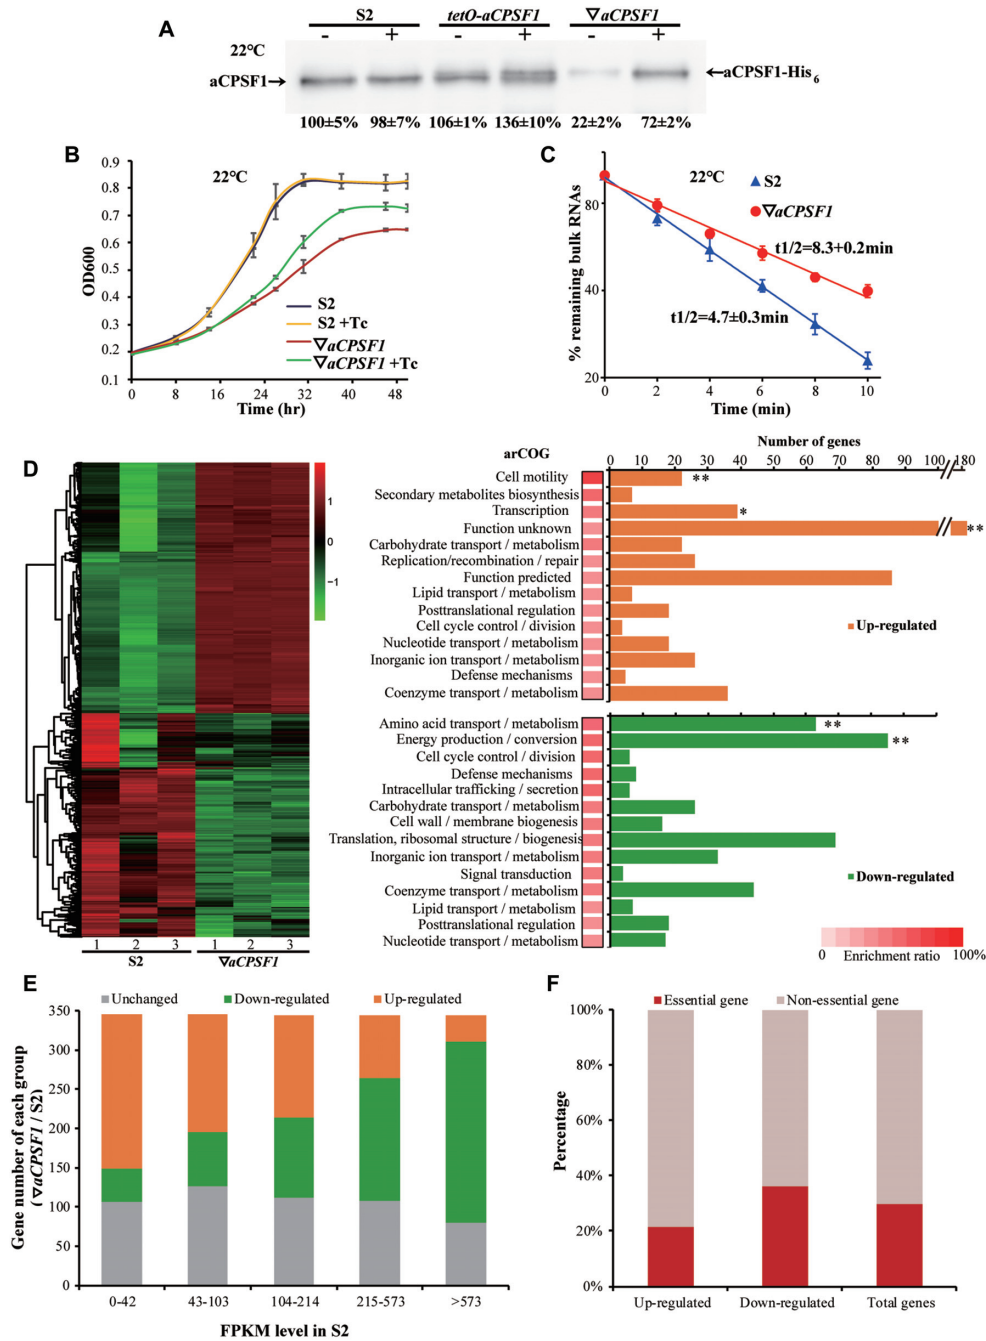 A
S2 tetO-aCPSF1 ▽aCPSF1
- + - + - +
22°C
aCPSF1→
←aCPSF1-His6
100±5% 98±7% 106±1% 136±10% 22±2% 72±2%
B
22°C
OD600
0.9
0.8
0.7
0.6
0.5
0.4
0.3
0.2
0.1
0 8 16 24 32 40 48
Time (hr)
S2
S2 +Tc
▽aCPSF1
▽aCPSF1 +Tc
C
22°C
S2
▽aCPSF1
t1/2=8.3+0.2min
t1/2=4.7±0.3min
% remaining bulk RNAs
80
40
20
0 2 4 6 8 10
Time (min)
D
1
0
−1
1 2 3 1 2 3
S2 ▽aCPSF1
arCOG
Number of genes
0 10 20 30 40 50 60 70 80 90 100 180
Cell motility **
Secondary metabolites biosynthesis
Transcription *
Function unknown **
Carbohydrate transport / metabolism
Replication/recombination / repair
Function predicted
Lipid transport / metabolism
Posttranslational regulation
Cell cycle control / division
Nucleotide transport / metabolism
Inorganic ion transport / metabolism
Defense mechanisms
Coenzyme transport / metabolism
Up-regulated
Amino acid transport / metabolism **
Energy production / conversion **
Cell cycle control / division
Defense mechanisms
Intracellular trafficking / secretion
Carbohydrate transport / metabolism
Cell wall / membrane biogenesis
Translation, ribosomal structure / biogenesis
Inorganic ion transport / metabolism
Signal transduction
Coenzyme transport / metabolism
Lipid transport / metabolism
Posttranslational regulation
Nucleotide transport / metabolism
Down-regulated
0 Enrichment ratio 100%
E
Unchanged Down-regulated Up-regulated
Gene number of each group
(▽aCPSF1 / S2)
350
300
250
200
150
100
50
0
0-42 43-103 104-214 215-573 >573
FPKM level in S2
F
Essential gene Non-essential gene
Percentage
100%
80%
60%
40%
20%
0%
Up-regulated Down-regulated Total genes